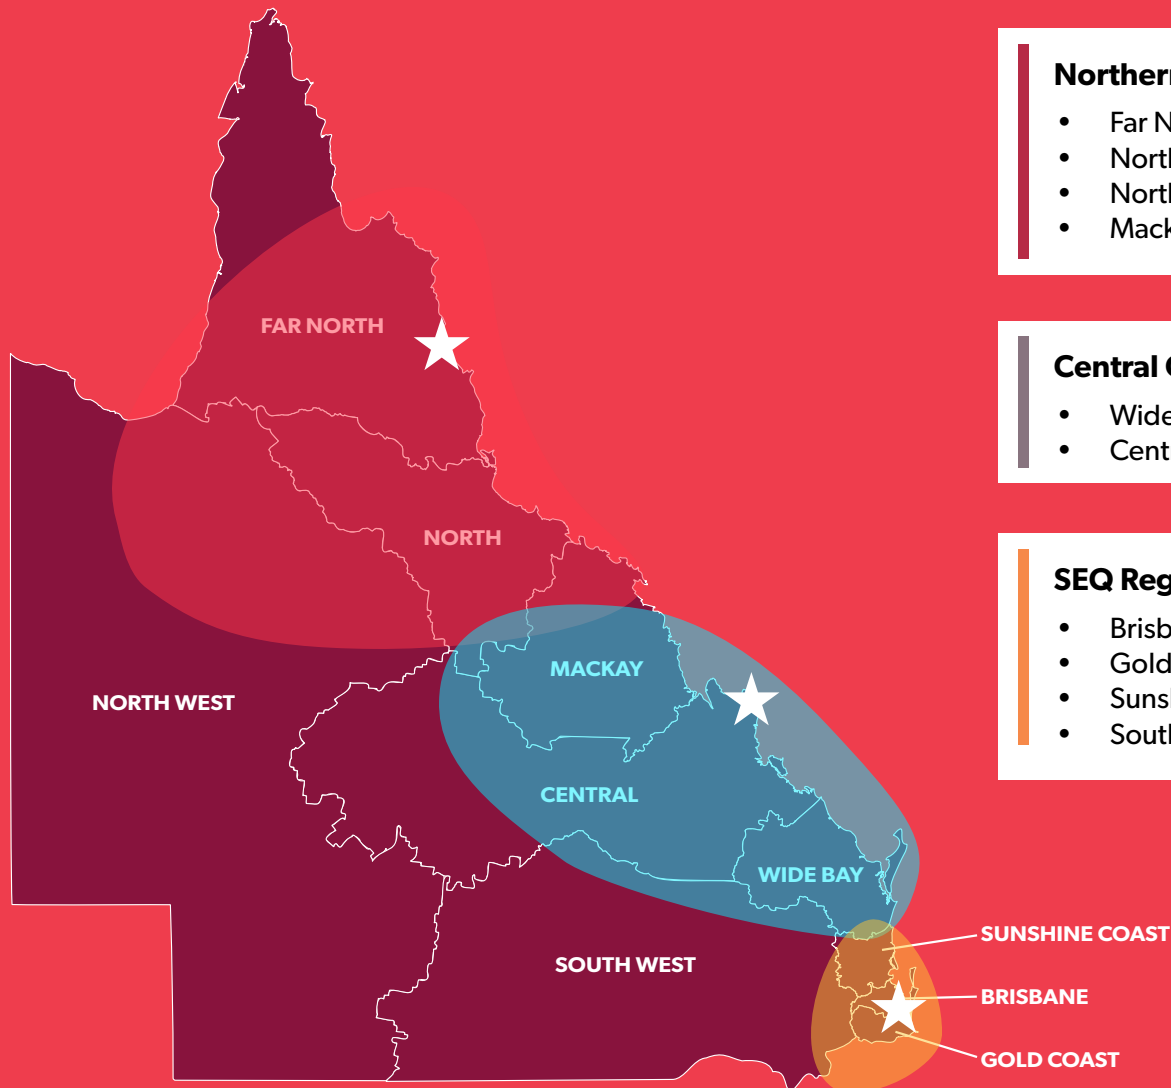 Northern
• Far N
• North
• North
• Mack
Central
• Wide
• Cent
SEQ Reg
• Brisb
• Gold
• Suns
• South
FAR NORTH
NORTH
MACKAY
NORTH WEST
CENTRAL
WIDE BAY
SUNSHINE COAST
SOUTH WEST
BRISBANE
GOLD COAST